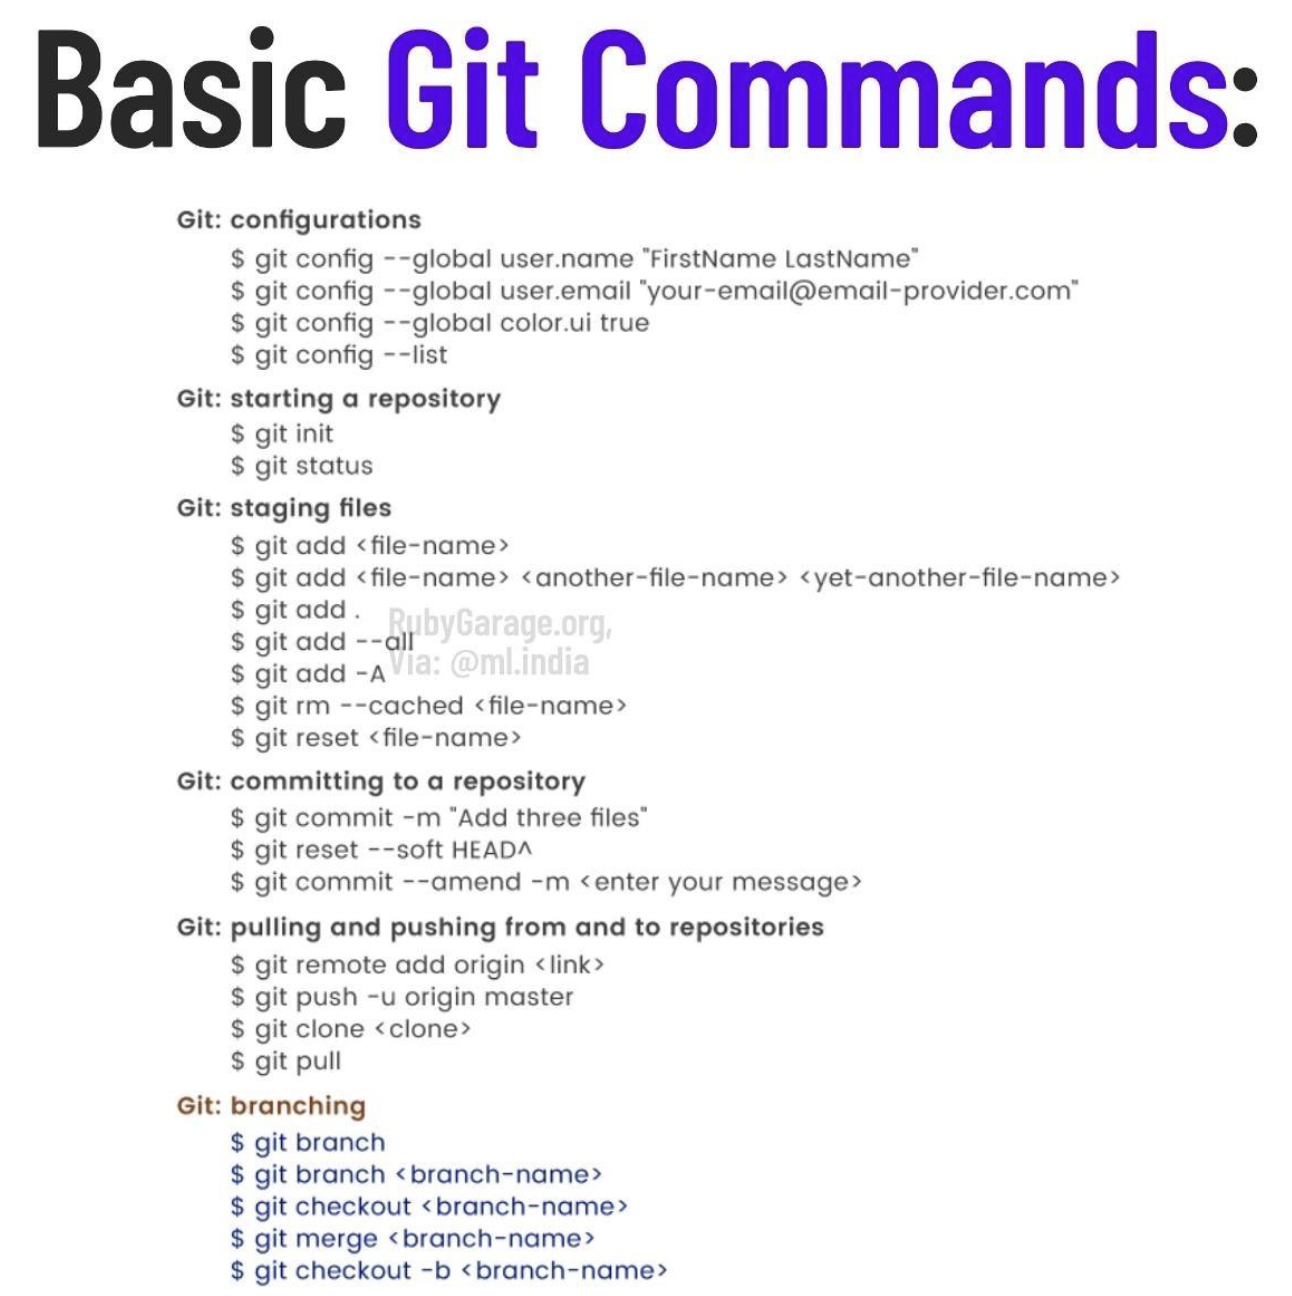 Basic Git Commands:
Git: configurations
$ git config --global user.name "FirstName LastName"
$ git config --global user.email "your-email@email-provider.com"
$ git config --global color.ui true
$ git config --list
Git: starting a repository
$ git init
$ git status
Git: staging files
$ git add <file-name>
$ git add <file-name> <another-file-name> <yet-another-file-name>
$ git add .
RubyGarage.org,
$ git add --all
Via: @ml.india
$ git add -A
$ git rm --cached <file-name>
$ git reset <file-name>
Git: committing to a repository
$ git commit -m "Add three files"
$ git reset --soft HEAD^
$ git commit --amend -m <enter your message>
Git: pulling and pushing from and to repositories
$ git remote add origin <link>
$ git push -u origin master
$ git clone <clone>
$ git pull
Git: branching
$ git branch
$ git branch <branch-name>
$ git checkout <branch-name>
$ git merge <branch-name>
$ git checkout -b <branch-name>